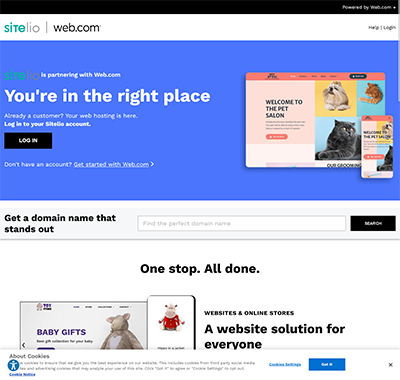 Powered by Web.com
sitelio | web.com
Help | Login
sitelio is partnering with Web.com
You're in the right place
Already a customer? Your web hosting is here.
Log in to your Sitelio account.
LOG IN
Don't have an account? Get started with Web.com
WELCOME TO
THE PET
SALON
WELCOME TO
THE PET
SALON
OUR GROOMING
Get a domain name that
stands out
Find the perfect domain name
SEARCH
One stop. All done.
TOY
BABY GIFTS
Best gift collection for your baby
WEBSITES & ONLINE STORES
A website solution for
everyone
About Cookies
cookies to ensure that we give you the best experience on our website. This includes cookies from third party social media
and advertising cookies that may analyze your use of this site. Click "Got it" to agree or "Cookie Settings" to opt out.
Cookie Notice
Cookies Settings
Got it